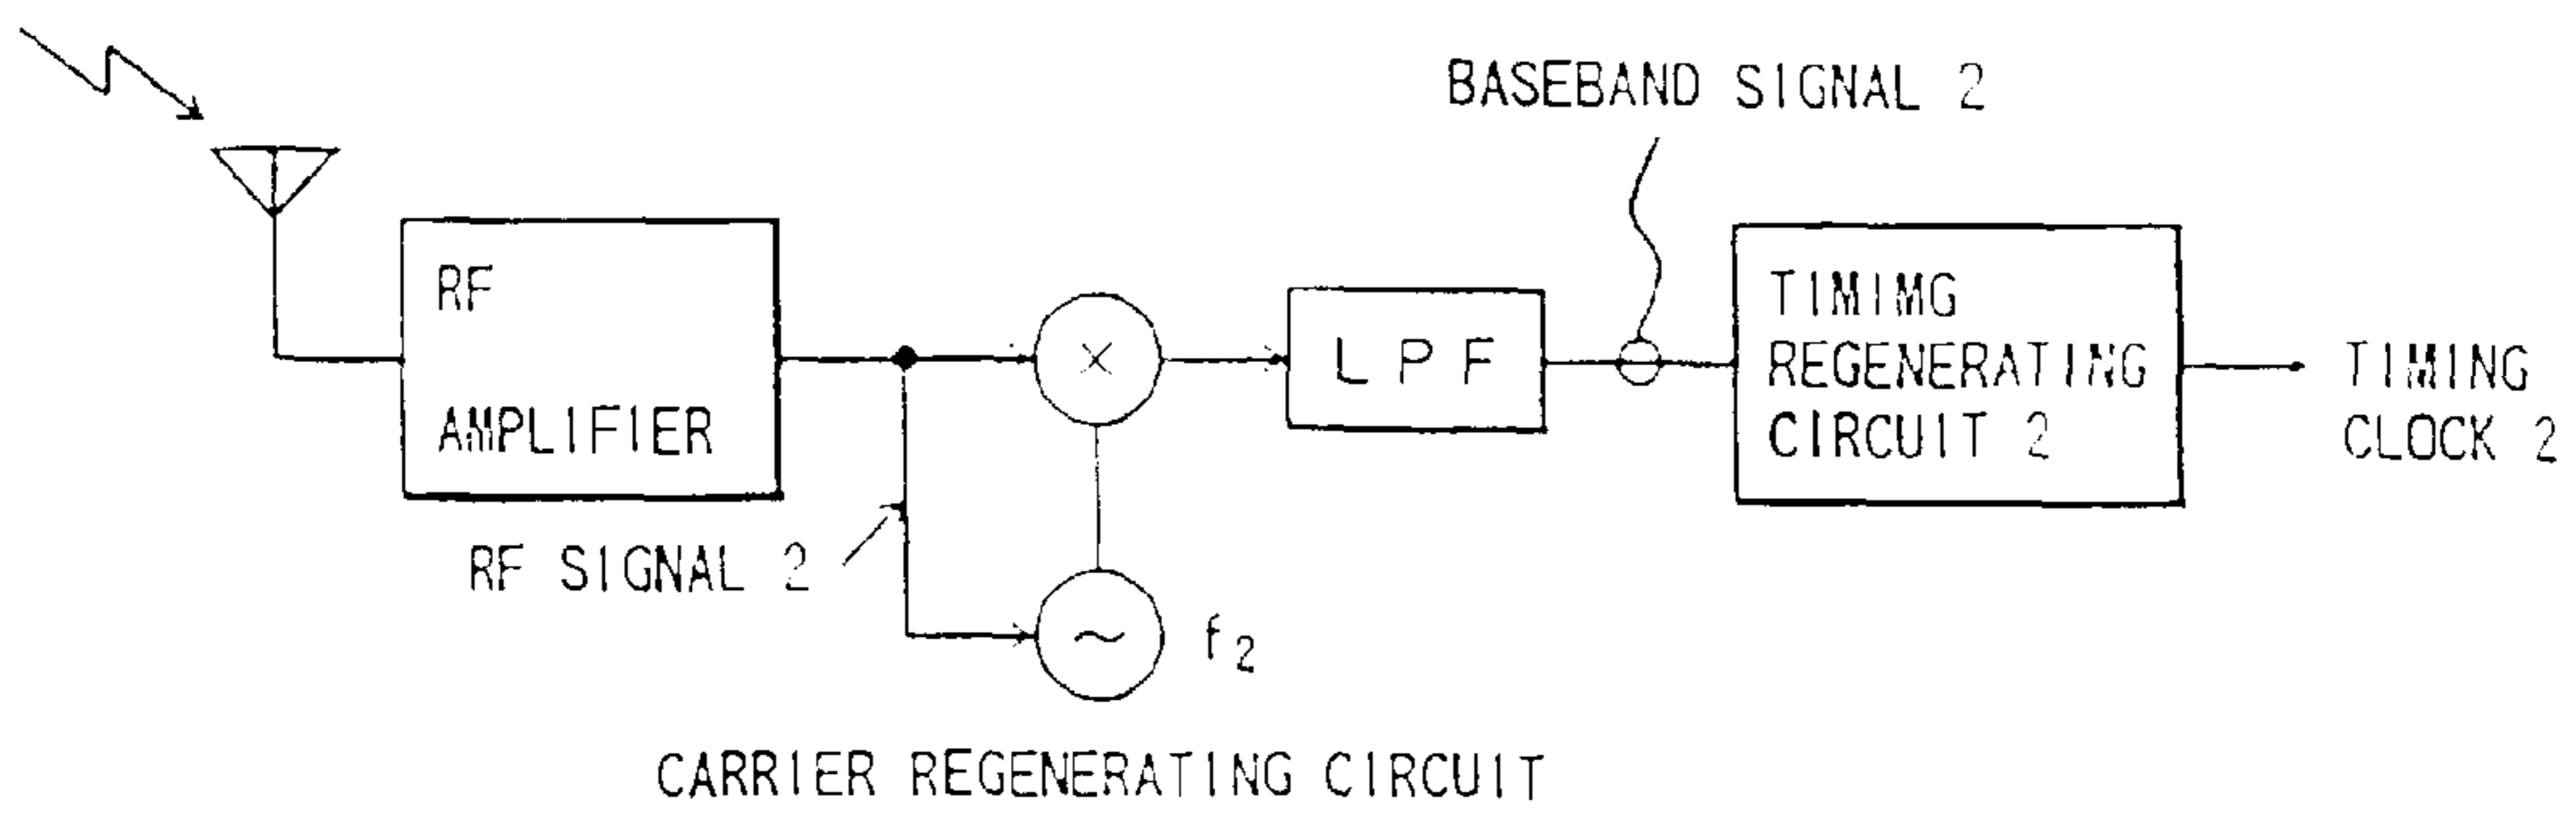 BASEBAND SIGNAL 2
RF
AMPLIFIER
×
LPF
TIMIMG
REGENERATING
CIRCUIT 2
TIMING
CLOCK 2
RF SIGNAL 2
~
f2
CARRIER REGENERATING CIRCUIT